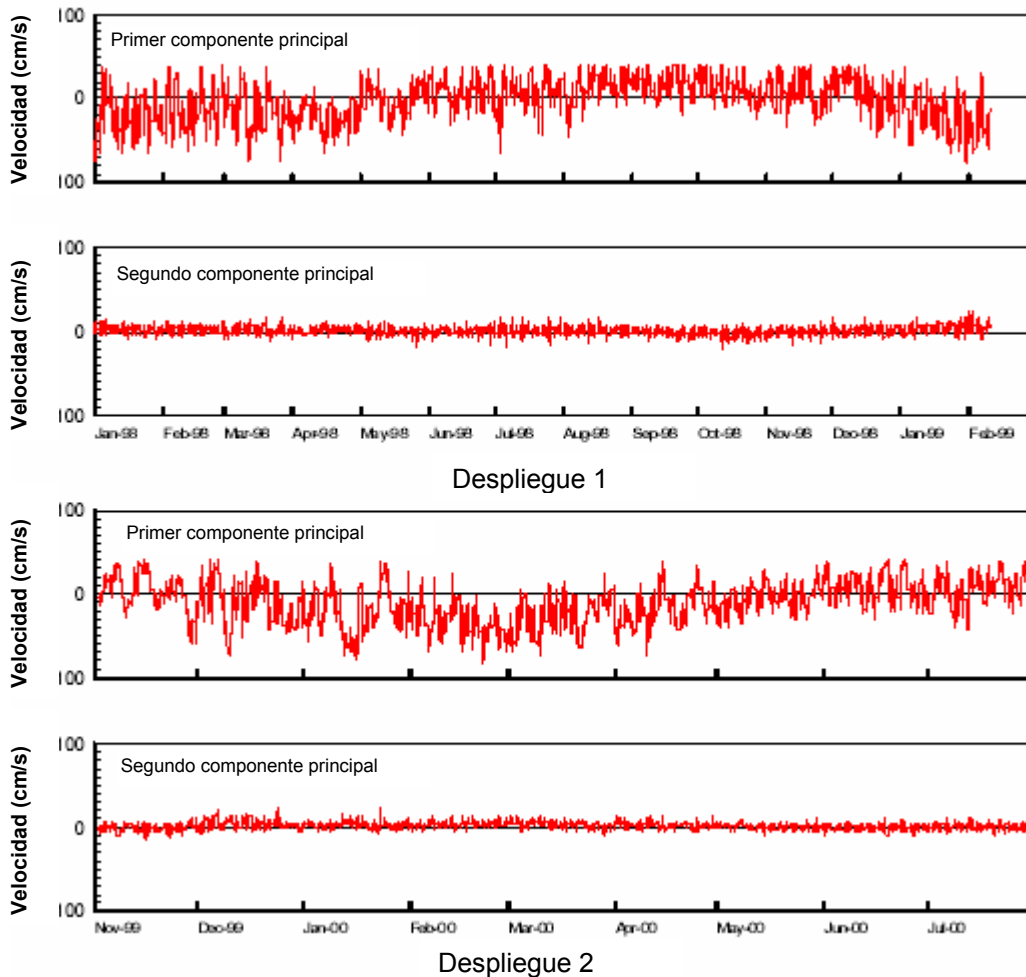 Velocidad (cm/s)
100
Primer componente principal
0
100
Velocidad (cm/s)
100
Segundo componente principal
0
100
Jan-98 Feb-98 Mar-98 Apr-98 May-98 Jun-98 Jul-98 Aug-98 Sep-98 Oct-98 Nov-98 Dec-98 Jan-99 Feb-99
Despliegue 1
Velocidad (cm/s)
100
Primer componente principal
0
100
Velocidad (cm/s)
100
Segundo componente principal
0
100
Nov-99 Dec-99 Jan-00 Feb-00 Mar-00 Apr-00 May-00 Jun-00 Jul-00
Despliegue 2